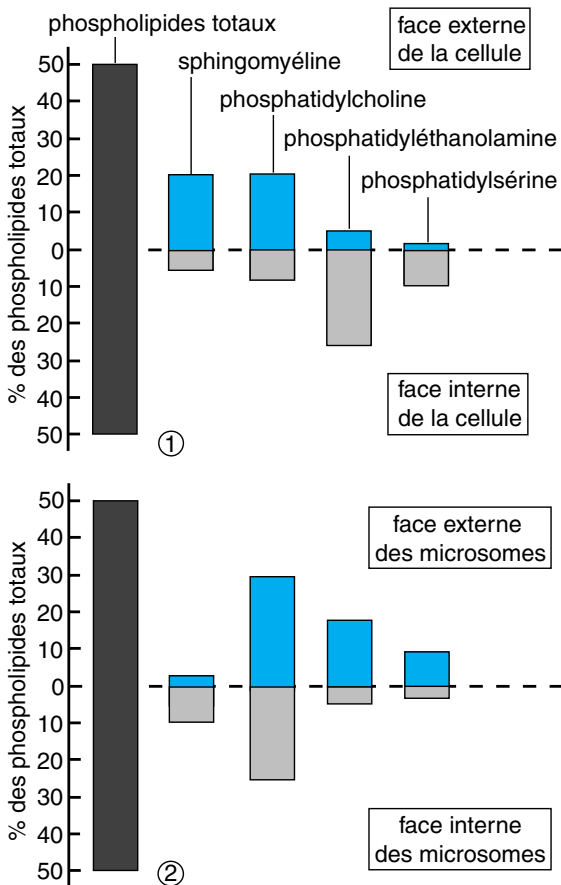 phospholipides totaux
face externe
de la cellule
sphingomyéline
phosphatidylcholine
phosphatidyléthanolamine
phosphatidylsérine
% des phospholipides totaux
50
40
30
20
10
0
10
20
30
40
50
face interne
de la cellule
1
% des phospholipides totaux
50
40
30
20
10
0
10
20
30
40
50
face externe
des microsomes
face interne
des microsomes
2